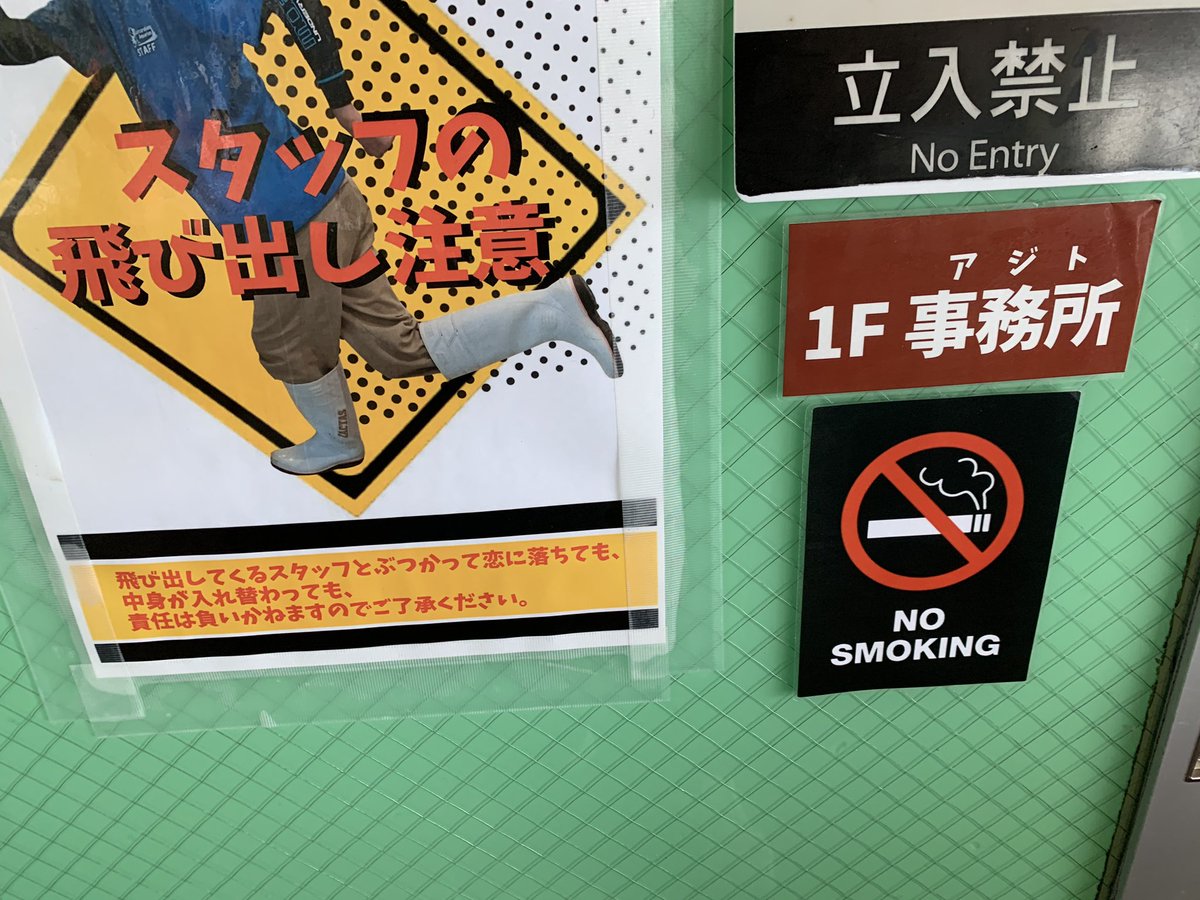 STAFF
スタッフの
飛び出し注意
飛び出してくるスタッフとぶつかって恋に落ちても、
中身が入れ替わっても、
責任は負いかねますのでご了承ください。
立入禁止
No Entry
アジト
1F 事務所
NO
SMOKING